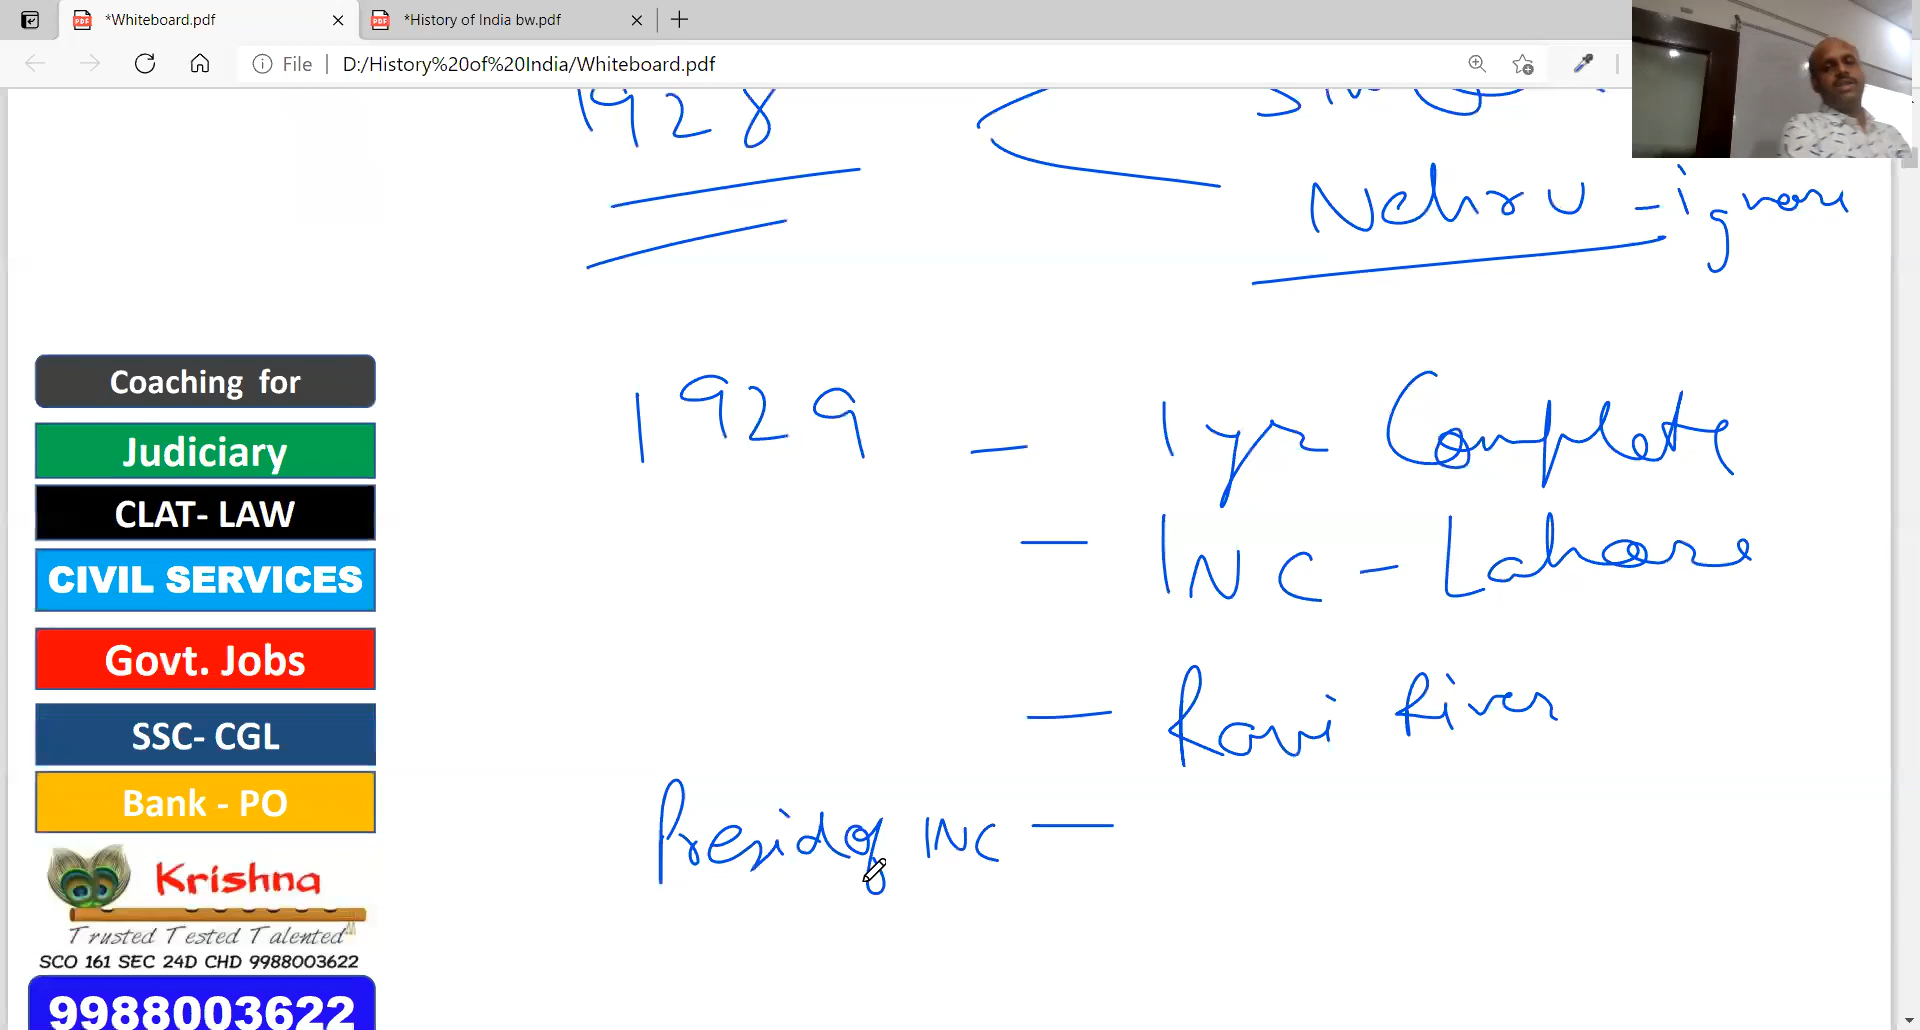 *Whiteboard.pdf
*History of India bw.pdf
File
D:/History%20of%20India/Whiteboard.pdf
1928
Nehru - ignore
1929 - 1 yr Complete
- INC - Lahore
- Ravi River
Presid of INC -
Coaching for
Judiciary
CLAT- LAW
CIVIL SERVICES
Govt. Jobs
SSC- CGL
Bank - PO
Krishna
Trusted Tested Talented
SCO 161 SEC 24D CHD 9988003622
9988003622